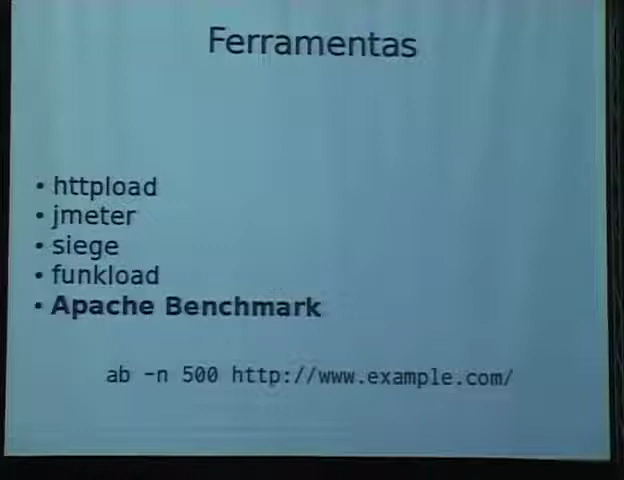 Ferramentas
• httpload
• jmeter
• siege
• funkload
• Apache Benchmark
ab -n 500 http://www.example.com/